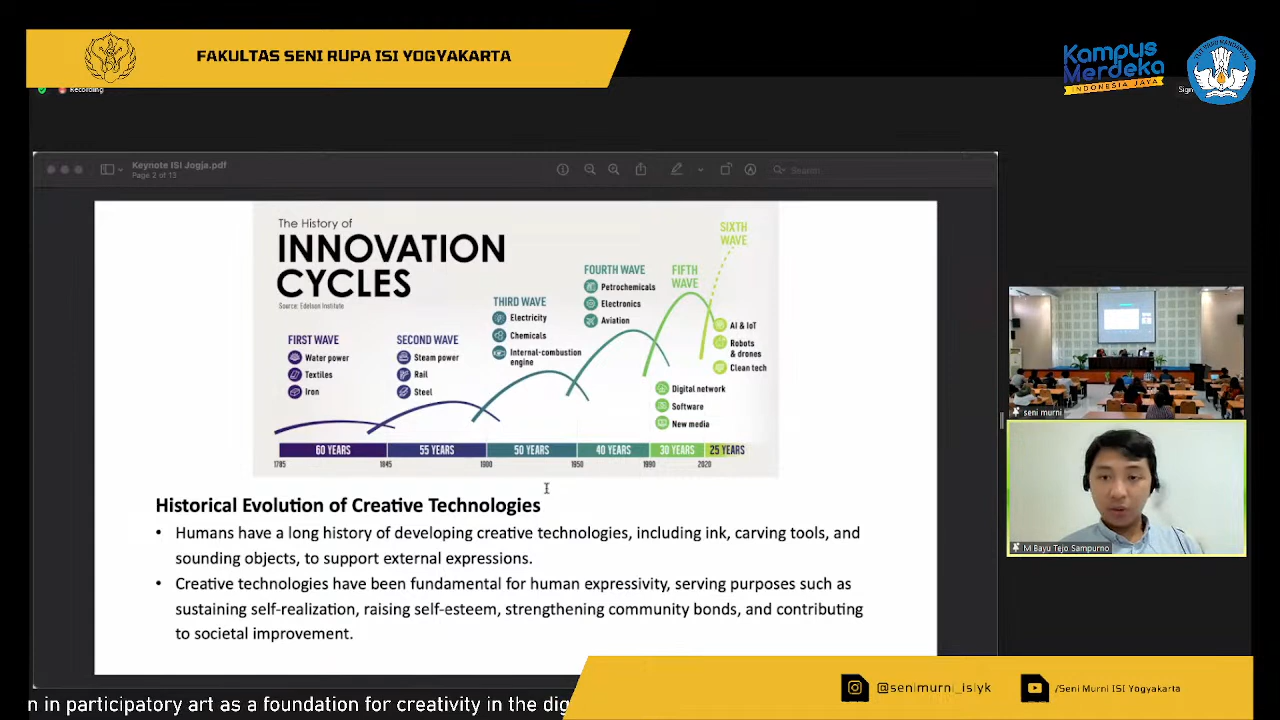 FAKULTAS SENI RUPA ISI YOGYAKARTA
Kampus
Merdeka
INDONESIA JAYA
TUT WURI HANDAYANI
Recording
Sign
Keynote ISI Jogja.pdf
Page 2 of 13
Search
The History of
INNOVATION
CYCLES
Source: Edelson Institute
FIRST WAVE
Water power
Textiles
Iron
SECOND WAVE
Steam power
Rail
Steel
THIRD WAVE
Electricity
Chemicals
Internal-combustion
engine
FOURTH WAVE
Petrochemicals
Electronics
Aviation
FIFTH
WAVE
Digital network
Software
New media
SIXTH
WAVE
AI & IoT
Robots
& drones
Clean tech
60 YEARS
55 YEARS
50 YEARS
40 YEARS
30 YEARS
25 YEARS
1785
1845
1900
1950
1990
2020
Historical Evolution of Creative Technologies
• Humans have a long history of developing creative technologies, including ink, carving tools, and
sounding objects, to support external expressions.
• Creative technologies have been fundamental for human expressivity, serving purposes such as
sustaining self-realization, raising self-esteem, strengthening community bonds, and contributing
to societal improvement.
seni murni
M Bayu Tejo Sampurno
@senimurni_isiyk
/Seni Murni ISI Yogyakarta
n in participatory art as a foundation for creativity in the dig